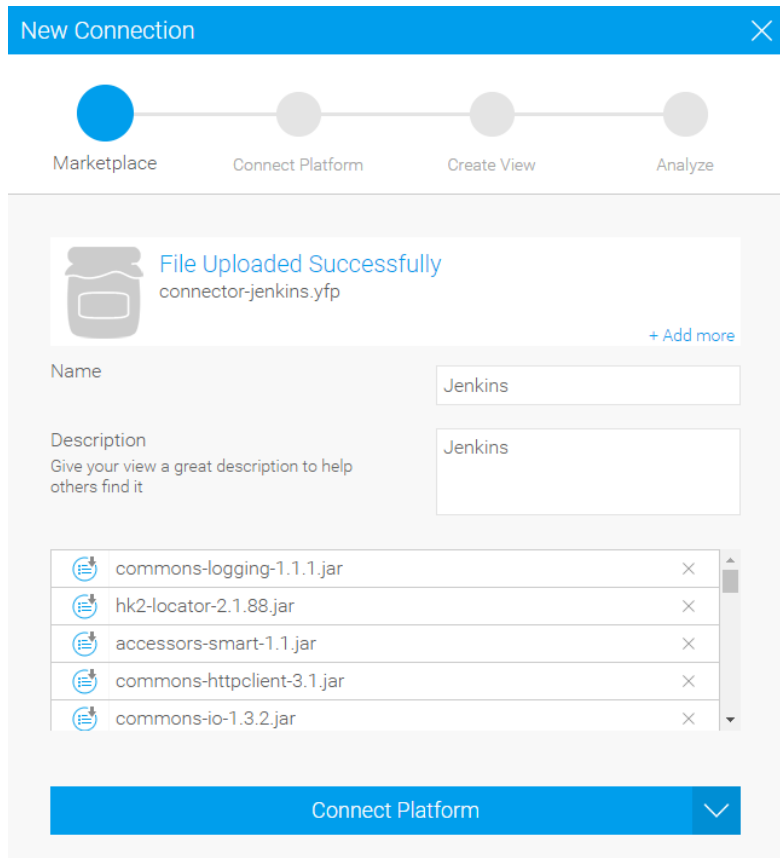 New Connection
Marketplace
Connect Platform
Create View
Analyze
File Uploaded Successfully
connector-jenkins.yfp
+ Add more
Name
Jenkins
Description
Give your view a great description to help
others find it
Jenkins
commons-logging-1.1.1.jar
hk2-locator-2.1.88.jar
accessors-smart-1.1.jar
commons-httpclient-3.1.jar
commons-io-1.3.2.jar
Connect Platform